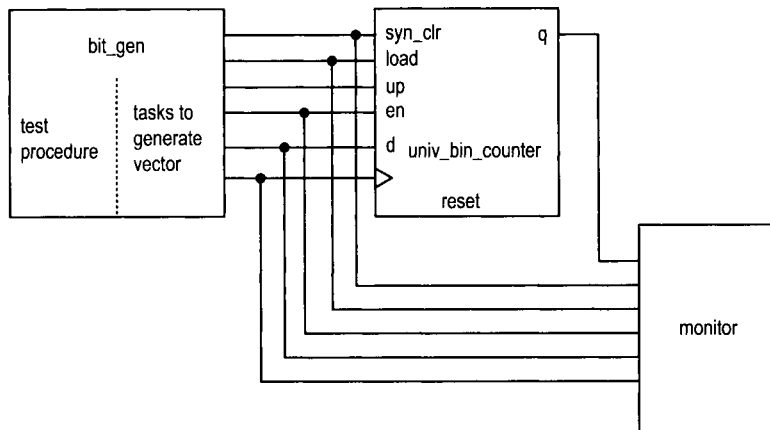 bit_gen
test
procedure
tasks to
generate
vector
syn_clr
load
up
en
d
q
univ_bin_counter
reset
monitor